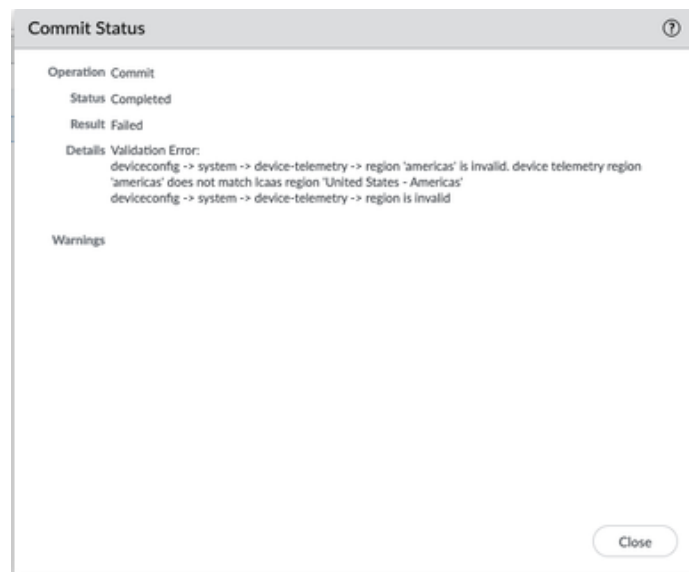 Commit Status
Operation Commit
Status Completed
Result Failed
Details Validation Error:
deviceconfig -> system -> device-telemetry -> region 'americas' is invalid. device telemetry region
'americas' does not match lcaas region 'United States - Americas'
deviceconfig -> system -> device-telemetry -> region is invalid
Warnings
Close